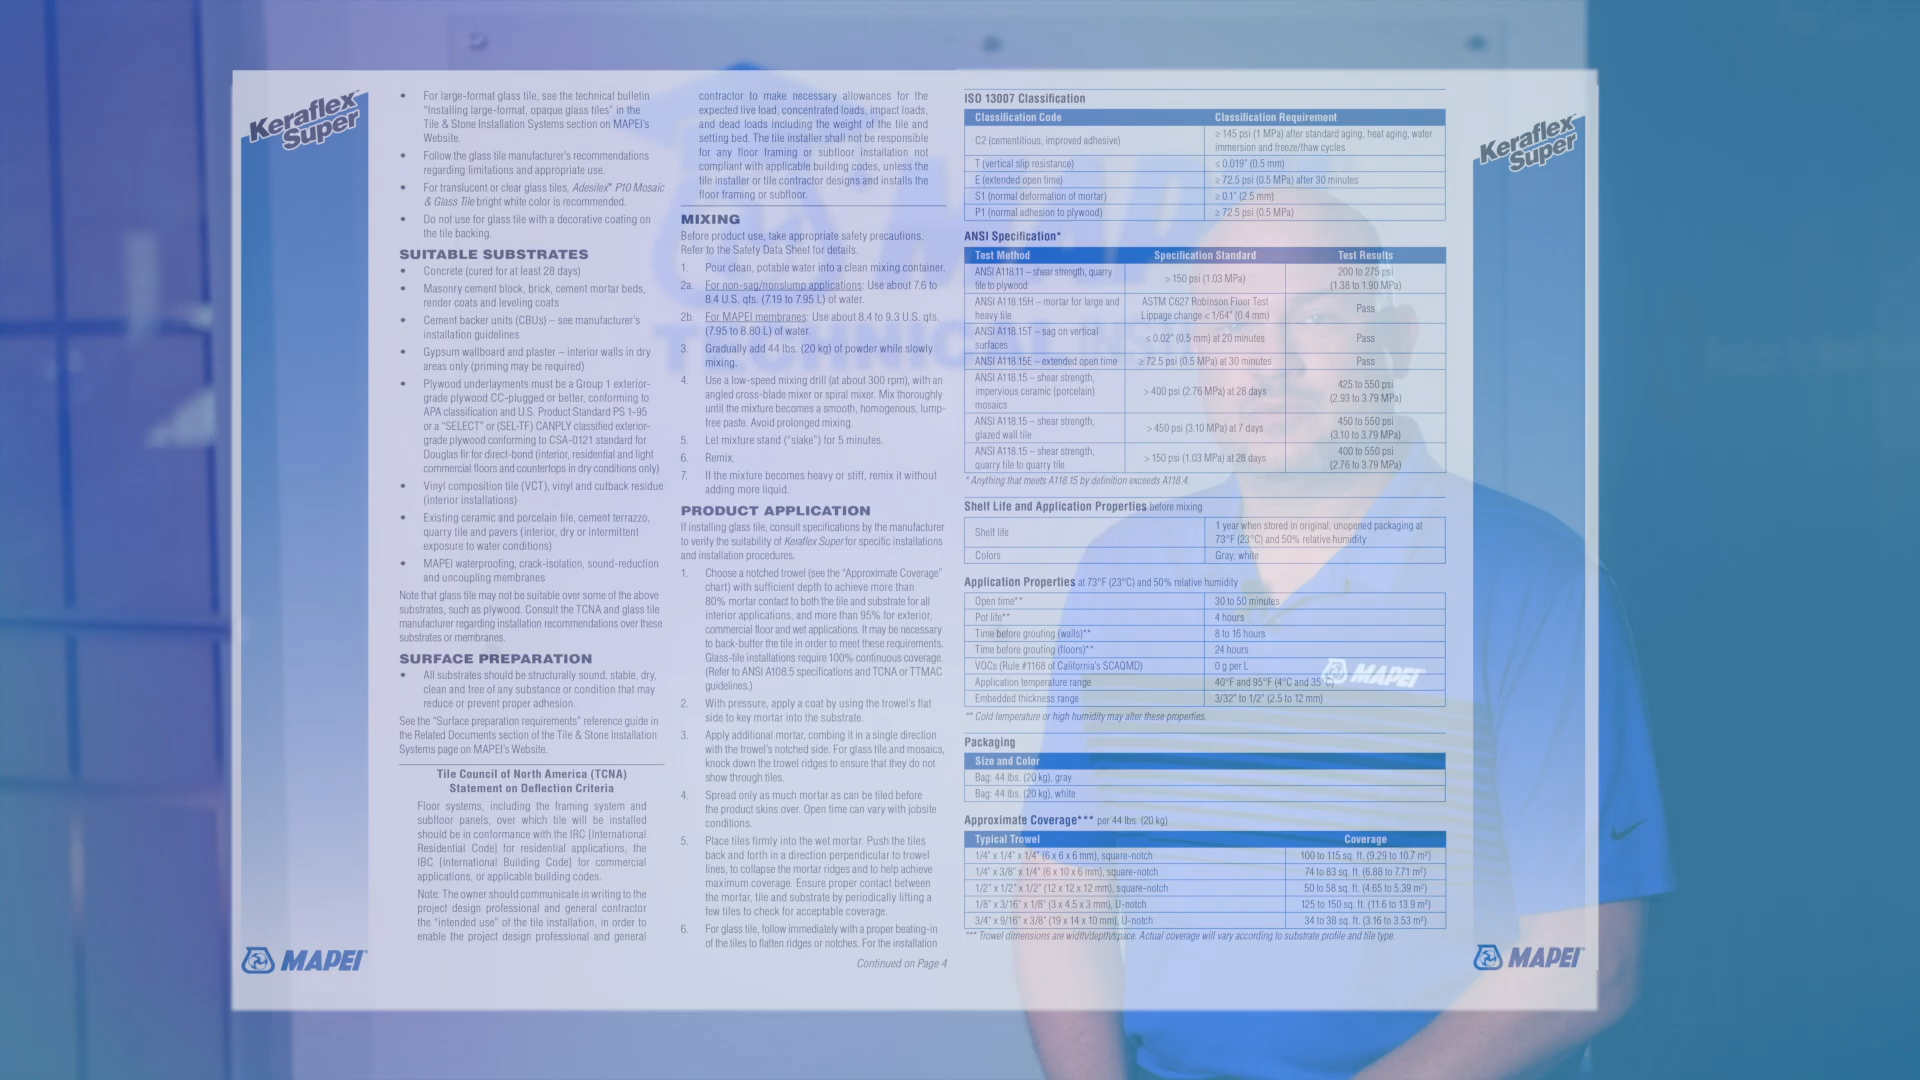 Keraflex
Super
• For large-format glass tile, see the technical bulletin
“Installing large-format, opaque glass tiles” in the
Tile & Stone Installation Systems section on MAPEI’s
Website.
• Follow the glass tile manufacturer’s recommendations
regarding limitations and appropriate use.
• For translucent or clear glass tiles, Adesilex™ P10 Mosaic
& Glass Tile bright white color is recommended.
• Do not use for glass tile with a decorative coating on
the tile backing.
SUITABLE SUBSTRATES
• Concrete (cured for at least 28 days)
• Masonry cement block, brick, cement mortar beds,
render coats and leveling coats
• Cement backer units (CBUs) – see manufacturer’s
installation guidelines
• Gypsum wallboard and plaster – interior walls in dry
areas only (priming may be required)
• Plywood underlayments must be a Group 1 exterior-
grade plywood CC-plugged or better, conforming to
APA classification and U.S. Product Standard PS 1-95
or a “SELECT” or (SEL-TF) CANPLY classified exterior-
grade plywood conforming to CSA-0121 standard for
Douglas fir for direct-bond (interior, residential and light
commercial floors and countertops in dry conditions only)
• Vinyl composition tile (VCT), vinyl and cutback residue
(interior installations)
• Existing ceramic and porcelain tile, cement terrazzo,
quarry tile and pavers (interior, dry or intermittent
exposure to water conditions)
• MAPEI waterproofing, crack-isolation, sound-reduction
and uncoupling membranes
Note that glass tile may not be suitable over some of the above
substrates, such as plywood. Consult the TCNA and glass tile
manufacturer regarding installation recommendations over these
substrates or membranes.
SURFACE PREPARATION
• All substrates should be structurally sound, stable, dry,
clean and free of any substance or condition that may
reduce or prevent proper adhesion.
See the “Surface preparation requirements” reference guide in
the Related Documents section of the Tile & Stone Installation
Systems page on MAPEI’s Website.
Tile Council of North America (TCNA)
Statement on Deflection Criteria
Floor systems, including the framing system and
subfloor panels, over which tile will be installed
should be in conformance with the IRC [International
Residential Code] for residential applications, the
IBC [International Building Code] for commercial
applications, or applicable building codes.
Note: The owner should communicate in writing to the
project design professional and general contractor
the “intended use” of the tile installation, in order to
enable the project design professional and general
MAPEI
contractor to make necessary allowances for the
expected live load, concentrated loads, impact loads,
and dead loads including the weight of the tile and
setting bed. The tile installer shall not be responsible
for any floor framing or subfloor installation not
compliant with applicable building codes, unless the
tile installer or tile contractor designs and installs the
floor framing or subfloor.
MIXING
Before product use, take appropriate safety precautions.
Refer to the Safety Data Sheet for details.
1. Pour clean, potable water into a clean mixing container.
2a. For non-sag/nonslump applications: Use about 7.6 to
8.4 U.S. qts. (7.19 to 7.95 L) of water.
2b. For MAPEI membranes: Use about 8.4 to 9.3 U.S. qts.
(7.95 to 8.80 L) of water.
3. Gradually add 44 lbs. (20 kg) of powder while slowly
mixing.
4. Use a low-speed mixing drill (at about 300 rpm), with an
angled cross-blade mixer or spiral mixer. Mix thoroughly
until the mixture becomes a smooth, homogenous, lump-
free paste. Avoid prolonged mixing.
5. Let mixture stand (“slake”) for 5 minutes.
6. Remix.
7. If the mixture becomes heavy or stiff, remix it without
adding more liquid.
PRODUCT APPLICATION
If installing glass tile, consult specifications by the manufacturer
to verify the suitability of Keraflex Super for specific installations
and installation procedures.
1. Choose a notched trowel (see the “Approximate Coverage”
chart) with sufficient depth to achieve more than
80% mortar contact to both the tile and substrate for all
interior applications, and more than 95% for exterior,
commercial floor and wet applications. It may be necessary
to back-butter the tile in order to meet these requirements.
Glass-tile installations require 100% continuous coverage.
(Refer to ANSI A108.5 specifications and TCNA or TTMAC
guidelines.)
2. With pressure, apply a coat by using the trowel’s flat
side to key mortar into the substrate.
3. Apply additional mortar, combing it in a single direction
with the trowel’s notched side. For glass tile and mosaics,
knock down the trowel ridges to ensure that they do not
show through tiles.
4. Spread only as much mortar as can be tiled before
the product skins over. Open time can vary with jobsite
conditions.
5. Place tiles firmly into the wet mortar. Push the tiles
back and forth in a direction perpendicular to trowel
lines, to collapse the mortar ridges and to help achieve
maximum coverage. Ensure proper contact between
the mortar, tile and substrate by periodically lifting a
few tiles to check for acceptable coverage.
6. For glass tile, follow immediately with a proper beating-in
of the tiles to flatten ridges or notches. For the installation
Continued on Page 4
ISO 13007 Classification
Classification Code Classification Requirement
C2 (cementitious, improved adhesive) ≥ 145 psi (1 MPa) after standard aging, heat aging, water
immersion and freeze/thaw cycles
T (vertical slip resistance) ≤ 0.019" (0.5 mm)
E (extended open time) ≥ 72.5 psi (0.5 MPa) after 30 minutes
S1 (normal deformation of mortar) ≥ 0.1" (2.5 mm)
P1 (normal adhesion to plywood) ≥ 72.5 psi (0.5 MPa)
ANSI Specification*
Test Method Specification Standard Test Results
ANSI A118.11 – shear strength, quarry
tile to plywood > 150 psi (1.03 MPa) 200 to 275 psi
(1.38 to 1.90 MPa)
ANSI A118.15H – mortar for large and
heavy tile ASTM C627 Robinson Floor Test
Lippage change < 1/64" (0.4 mm) Pass
ANSI A118.15T – sag on vertical
surfaces ≤ 0.02" (0.5 mm) at 20 minutes Pass
ANSI A118.15E – extended open time ≥ 72.5 psi (0.5 MPa) at 30 minutes Pass
ANSI A118.15 – shear strength,
impervious ceramic (porcelain)
mosaics > 400 psi (2.76 MPa) at 28 days 425 to 550 psi
(2.93 to 3.79 MPa)
ANSI A118.15 – shear strength,
glazed wall tile > 450 psi (3.10 MPa) at 7 days 450 to 550 psi
(3.10 to 3.79 MPa)
ANSI A118.15 – shear strength,
quarry tile to quarry tile > 150 psi (1.03 MPa) at 28 days 400 to 550 psi
(2.76 to 3.79 MPa)
* Anything that meets A118.15 by definition exceeds A118.4.
Shelf Life and Application Properties before mixing
Shelf life 1 year when stored in original, unopened packaging at
73°F (23°C) and 50% relative humidity
Colors Gray; white
Application Properties at 73°F (23°C) and 50% relative humidity
Open time** 30 to 50 minutes
Pot life** 4 hours
Time before grouting (walls)** 8 to 16 hours
Time before grouting (floors)** 24 hours
VOCs (Rule #1168 of California’s SCAQMD) 0 g per L
Application temperature range 40°F and 95°F (4°C and 35°C)
Embedded thickness range 3/32" to 1/2" (2.5 to 12 mm)
** Cold temperature or high humidity may alter these properties.
Packaging
Size and Color
Bag: 44 lbs. (20 kg), gray
Bag: 44 lbs. (20 kg), white
Approximate Coverage*** per 44 lbs. (20 kg)
Typical Trowel Coverage
1/4" x 1/4" x 1/4" (6 x 6 x 6 mm), square-notch 100 to 115 sq. ft. (9.29 to 10.7 m²)
1/4" x 3/8" x 1/4" (6 x 10 x 6 mm), square-notch 74 to 83 sq. ft. (6.88 to 7.71 m²)
1/2" x 1/2" x 1/2" (12 x 12 x 12 mm), square-notch 50 to 58 sq. ft. (4.65 to 5.39 m²)
1/8" x 3/16" x 1/8" (3 x 4.5 x 3 mm), U-notch 125 to 150 sq. ft. (11.6 to 13.9 m²)
3/4" x 9/16" x 3/8" (19 x 14 x 10 mm), U-notch 34 to 38 sq. ft. (3.16 to 3.53 m²)
*** Trowel dimensions are width/depth/space. Actual coverage will vary according to substrate profile and tile type.
Keraflex
Super
MAPEI
MAPEI
TECHNICAL